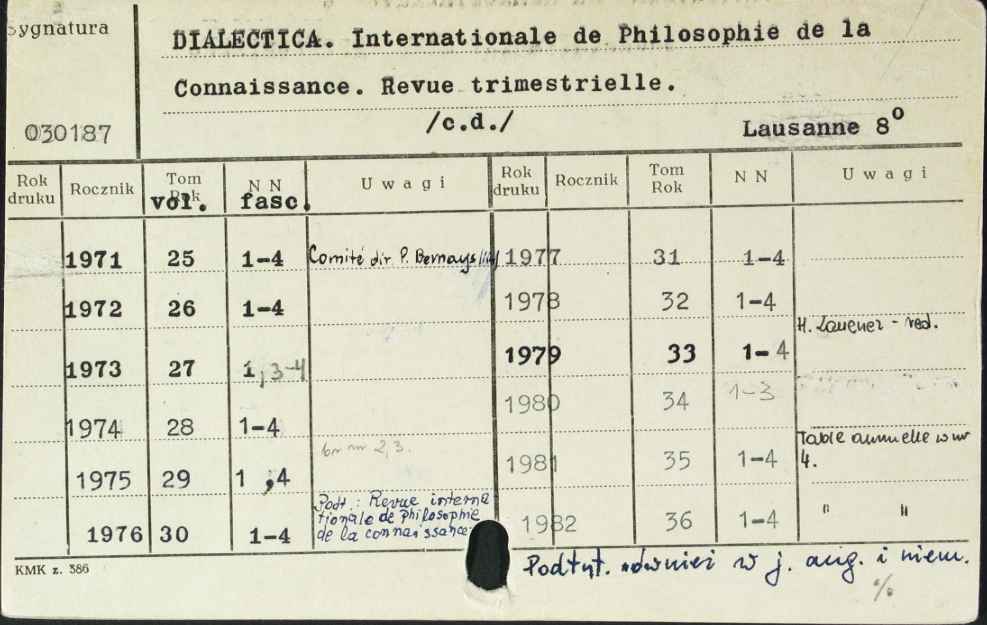 Sygnatura
DIALECTICA. Internationale de Philosophie de la
Connaissance. Revue trimestrielle.
030187
/c.d./
Lausanne 8º
Rok druku Rocznik Tom Rok N N Uwagi Rok druku Rocznik Tom Rok N N Uwagi
vol. fasc.
1971 25 1-4 Comité dir P. Bernays 1977 31 1-4
1972 26 1-4 1978 32 1-4
H. Lauener - red.
1973 27 1, 3-4 1979 33 1-4
1974 28 1-4 1980 34 1-3
1975 29 1 ,4 br nr 2,3. 1981 35 1-4 Table annuelle w nr 4.
1976 30 1-4 Podt.: Revue internationale de Philosophie de la connaissance 1982 36 1-4 " "
KMK z. 386
Podtyt. również w j. ang. i niem.
%